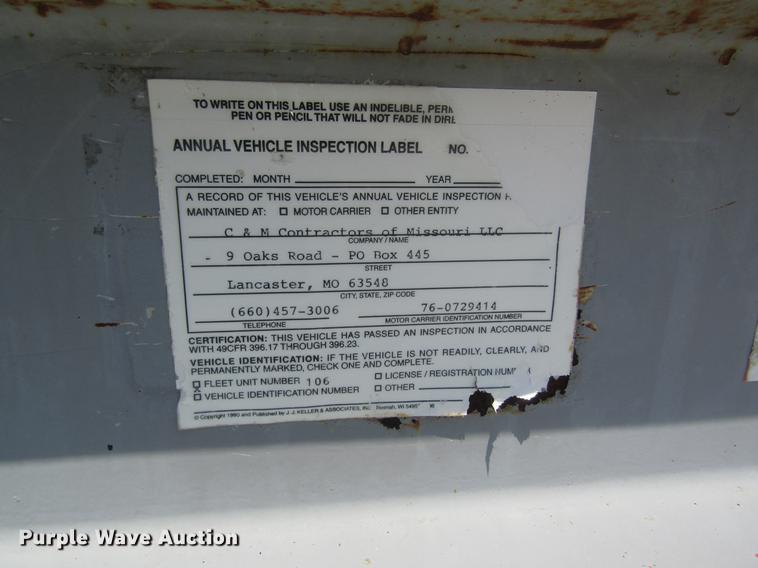 TO WRITE ON THIS LABEL USE AN INDELIBLE,
PEN OR PENCIL THAT WILL NOT FADE IN
ANNUAL VEHICLE INSPECTION LABEL NO.
COMPLETED: MONTH YEAR
A RECORD OF THIS VEHICLE'S ANNUAL VEHICLE INSPECTION
MAINTAINED AT: ☐ MOTOR CARRIER ☐ OTHER ENTITY
C & M Contractors of Missouri LLC
COMPANY / NAME
- 9 Oaks Road - PO Box 445
STREET
Lancaster, MO 63548
CITY, STATE, ZIP CODE
(660)457-3006 76-0729414
TELEPHONE MOTOR CARRIER IDENTIFICATION NUMBER
CERTIFICATION: THIS VEHICLE HAS PASSED AN INSPECTION IN ACCORDANCE
WITH 49CFR 396.17 THROUGH 396.23.
VEHICLE IDENTIFICATION: IF THE VEHICLE IS NOT READILY, CLEARLY, AND
PERMANENTLY MARKED, CHECK ONE AND COMPLETE.
☐ FLEET UNIT NUMBER 106 ☐ LICENSE / REGISTRATION
☐ VEHICLE IDENTIFICATION NUMBER ☐ OTHER
© Copyright 1990 and Published by J. J. KELLER & ASSOCIATES, INC. Neenah, WI
Purple Wave Auction